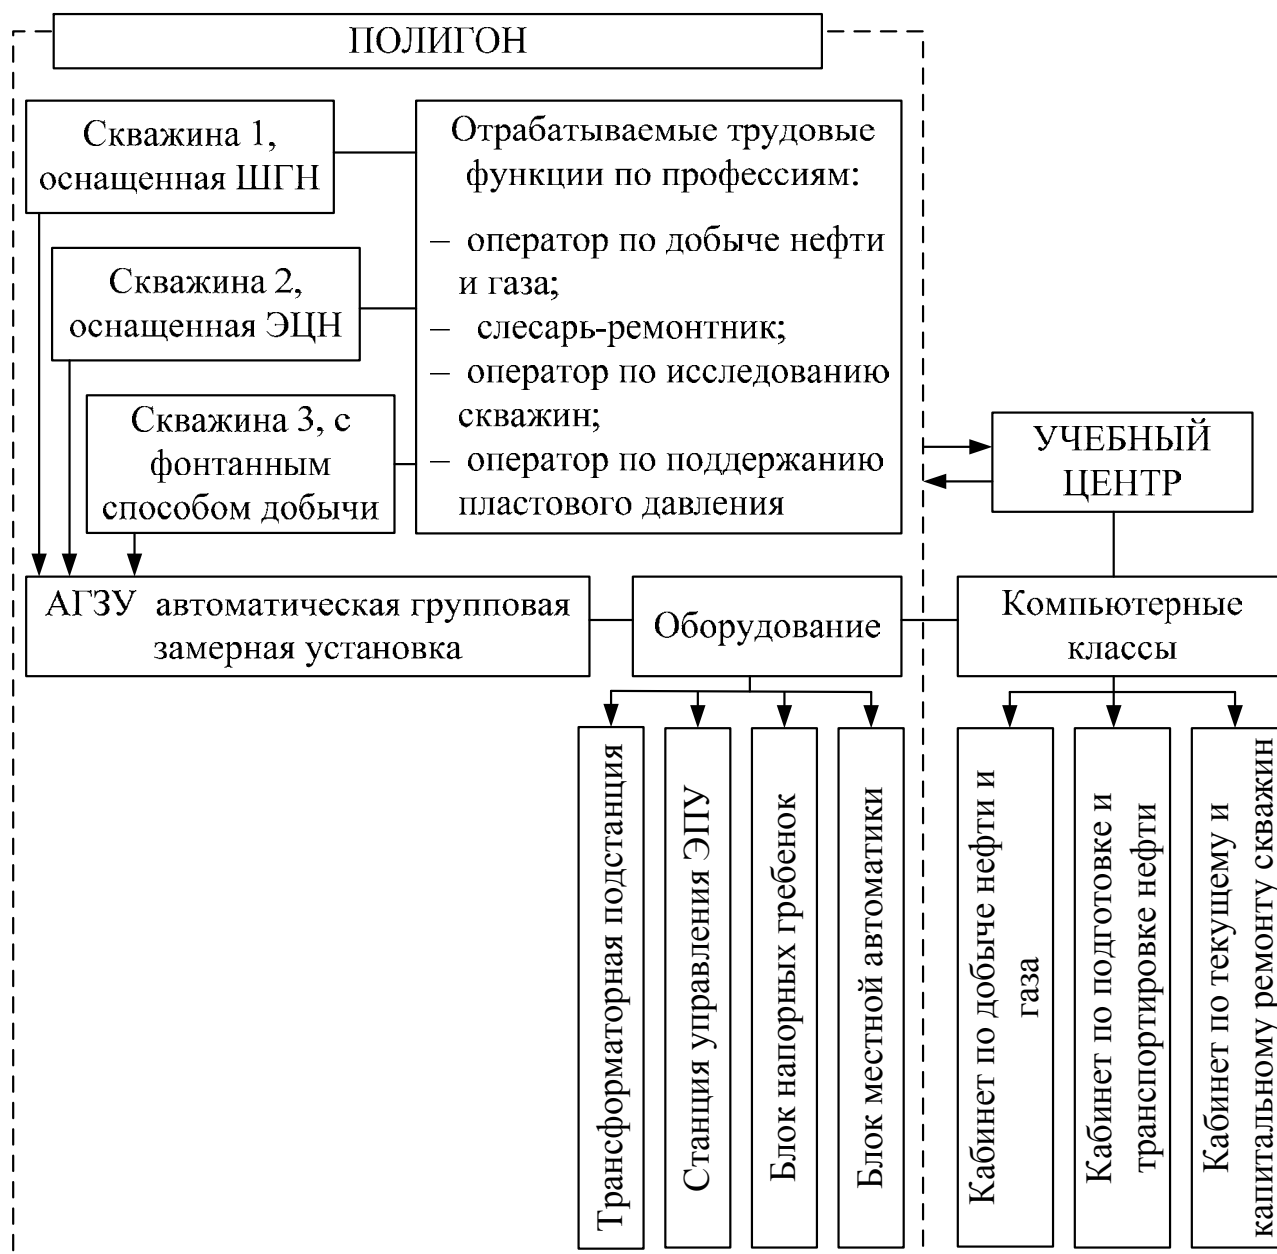 ПОЛИГОН
Скважина 1,
оснащенная ШГН
Скважина 2,
оснащенная ЭЦН
Скважина 3, с
фонтанным
способом добычи
Отрабатываемые трудовые
функции по профессиям:
– оператор по добыче нефти
и газа;
– слесарь-ремонтник;
– оператор по исследованию
скважин;
– оператор по поддержанию
пластового давления
УЧЕБНЫЙ
ЦЕНТР
АГЗУ автоматическая групповая
замерная установка
Оборудование
Компьютерные
классы
Трансформаторная подстанция
Станция управления ЭПУ
Блок напорных гребенок
Блок местной автоматики
Кабинет по добыче нефти и
газа
Кабинет по подготовке и
транспортировке нефти
Кабинет по текущему и
капитальному ремонту скважин